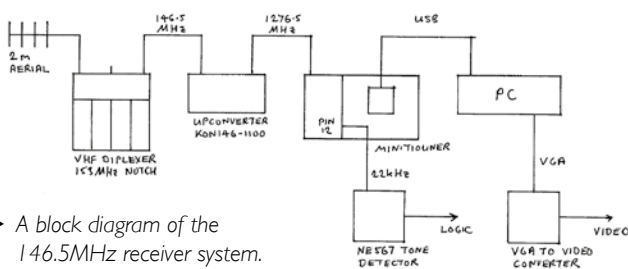 146.5
MHz
1276.5
MHz
USB
2m
AERIAL
VHF DIPLEXER
153MHz NOTCH
UPCONVERTER
KON146-1100
PIN
12
MINITIOUNER
PC
22kHz
VGA
NE567 TONE
DETECTOR
LOGIC
VGA TO VIDEO
CONVERTER
VIDEO
A block diagram of the
146.5MHz receiver system.